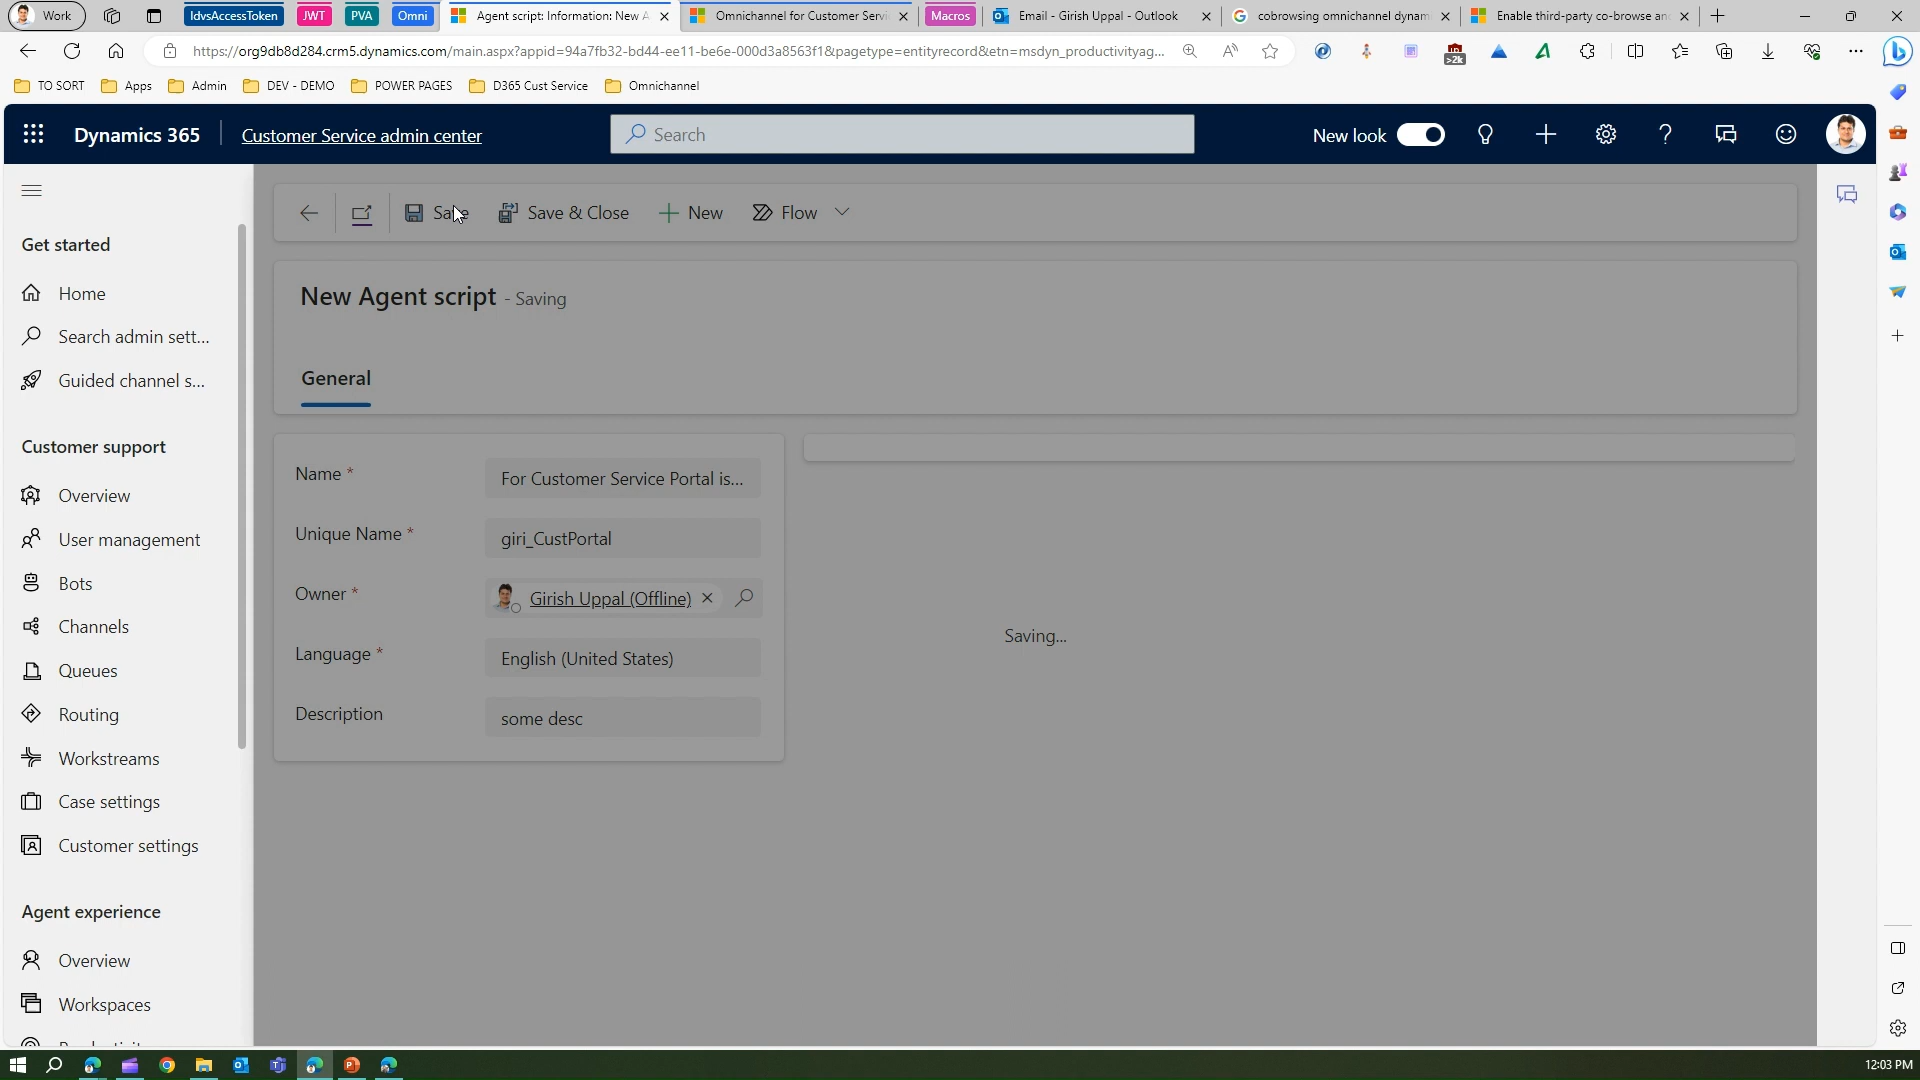 Work
IdvsAccessToken
JWT
PVA
Omni
Agent script: Information: New A
Omnichannel for Customer Servi
Macros
Email - Girish Uppal - Outlook
cobrowsing omnichannel dynam
Enable third-party co-browse an
https://org9db8d284.crm5.dynamics.com/main.aspx?appid=94a7fb32-bd44-ee11-be6e-000d3a8563f1&pagetype=entityrecord&etn=msdyn_productivityag...
>2k
TO SORT
Apps
Admin
DEV - DEMO
POWER PAGES
D365 Cust Service
Omnichannel
Dynamics 365
Customer Service admin center
Search
New look
Save
Save & Close
New
Flow
Get started
Home
Search admin sett...
Guided channel s...
Customer support
Overview
User management
Bots
Channels
Queues
Routing
Workstreams
Case settings
Customer settings
Agent experience
Overview
Workspaces
New Agent script - Saving
General
Name *
For Customer Service Portal is...
Unique Name *
giri_CustPortal
Owner *
Girish Uppal (Offline)
Language *
English (United States)
Description
some desc
Saving...
12:03 PM